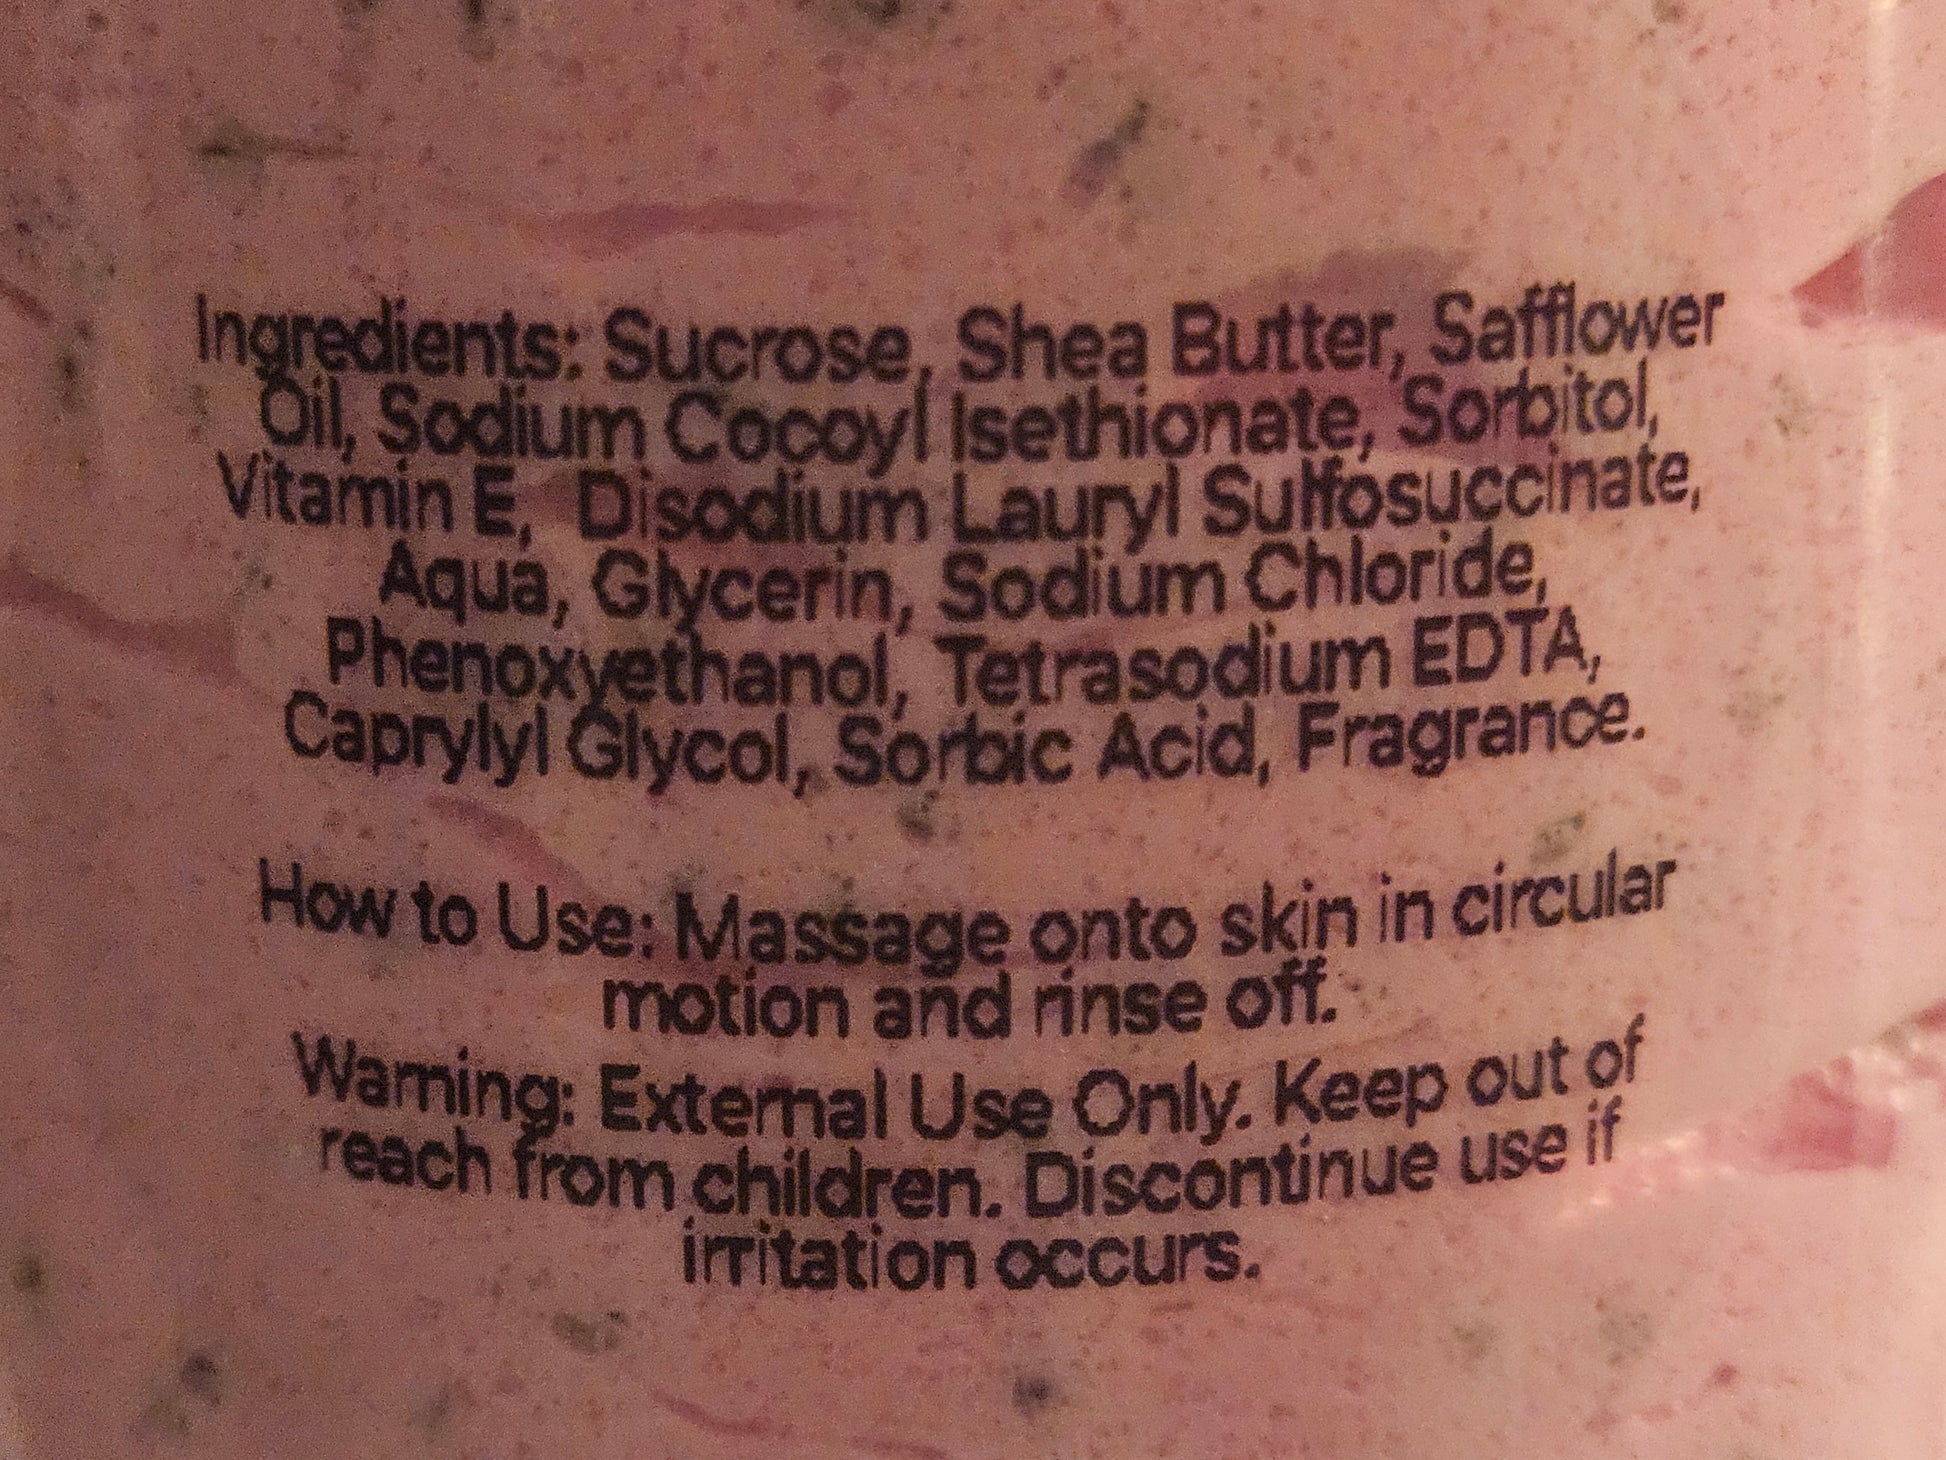 Ingredients: Sucrose, Shea Butter, Safflower
Oil, Sodium Cocoyl Isethionate, Sorbitol,
Vitamin E, Disodium Lauryl Sulfosuccinate,
Aqua, Glycerin, Sodium Chloride,
Phenoxyethanol, Tetrasodium EDTA,
Caprylyl Glycol, Sorbic Acid, Fragrance.
How to Use: Massage onto skin in circular
motion and rinse off.
Warning: External Use Only. Keep out of
reach from children. Discontinue use if
irritation occurs.